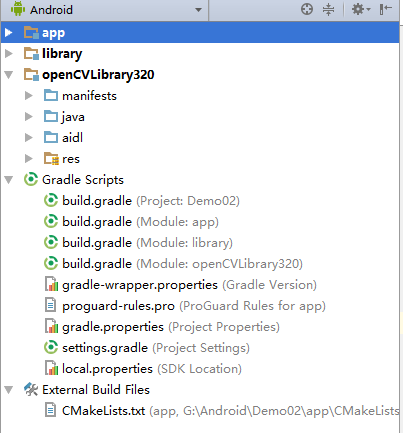 Android
app
library
openCVLibrary320
manifests
java
aidl
res
Gradle Scripts
build.gradle (Project: Demo02)
build.gradle (Module: app)
build.gradle (Module: library)
build.gradle (Module: openCVLibrary320)
gradle-wrapper.properties (Gradle Version)
proguard-rules.pro (ProGuard Rules for app)
gradle.properties (Project Properties)
settings.gradle (Project Settings)
local.properties (SDK Location)
External Build Files
CMakeLists.txt (app, G:\Android\Demo02\app\CMakeLists